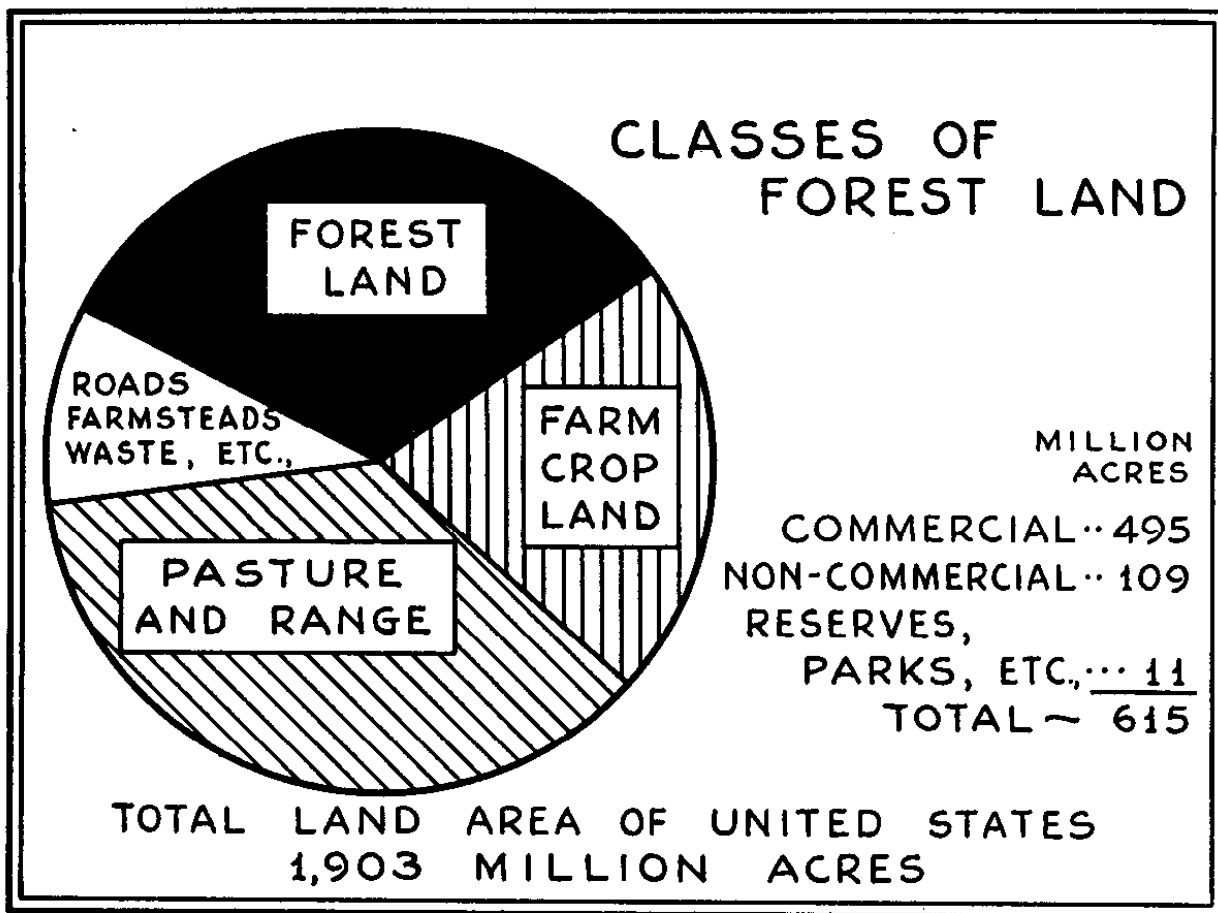 CLASSES OF
FOREST LAND
FOREST
LAND
ROADS
FARMSTEADS
WASTE, ETC.,
FARM
CROP
LAND
PASTURE
AND RANGE
MILLION
ACRES
COMMERCIAL·· 495
NON-COMMERCIAL·· 109
RESERVES,
PARKS, ETC.,··· 11
TOTAL ~ 615
TOTAL LAND AREA OF UNITED STATES
1,903 MILLION ACRES